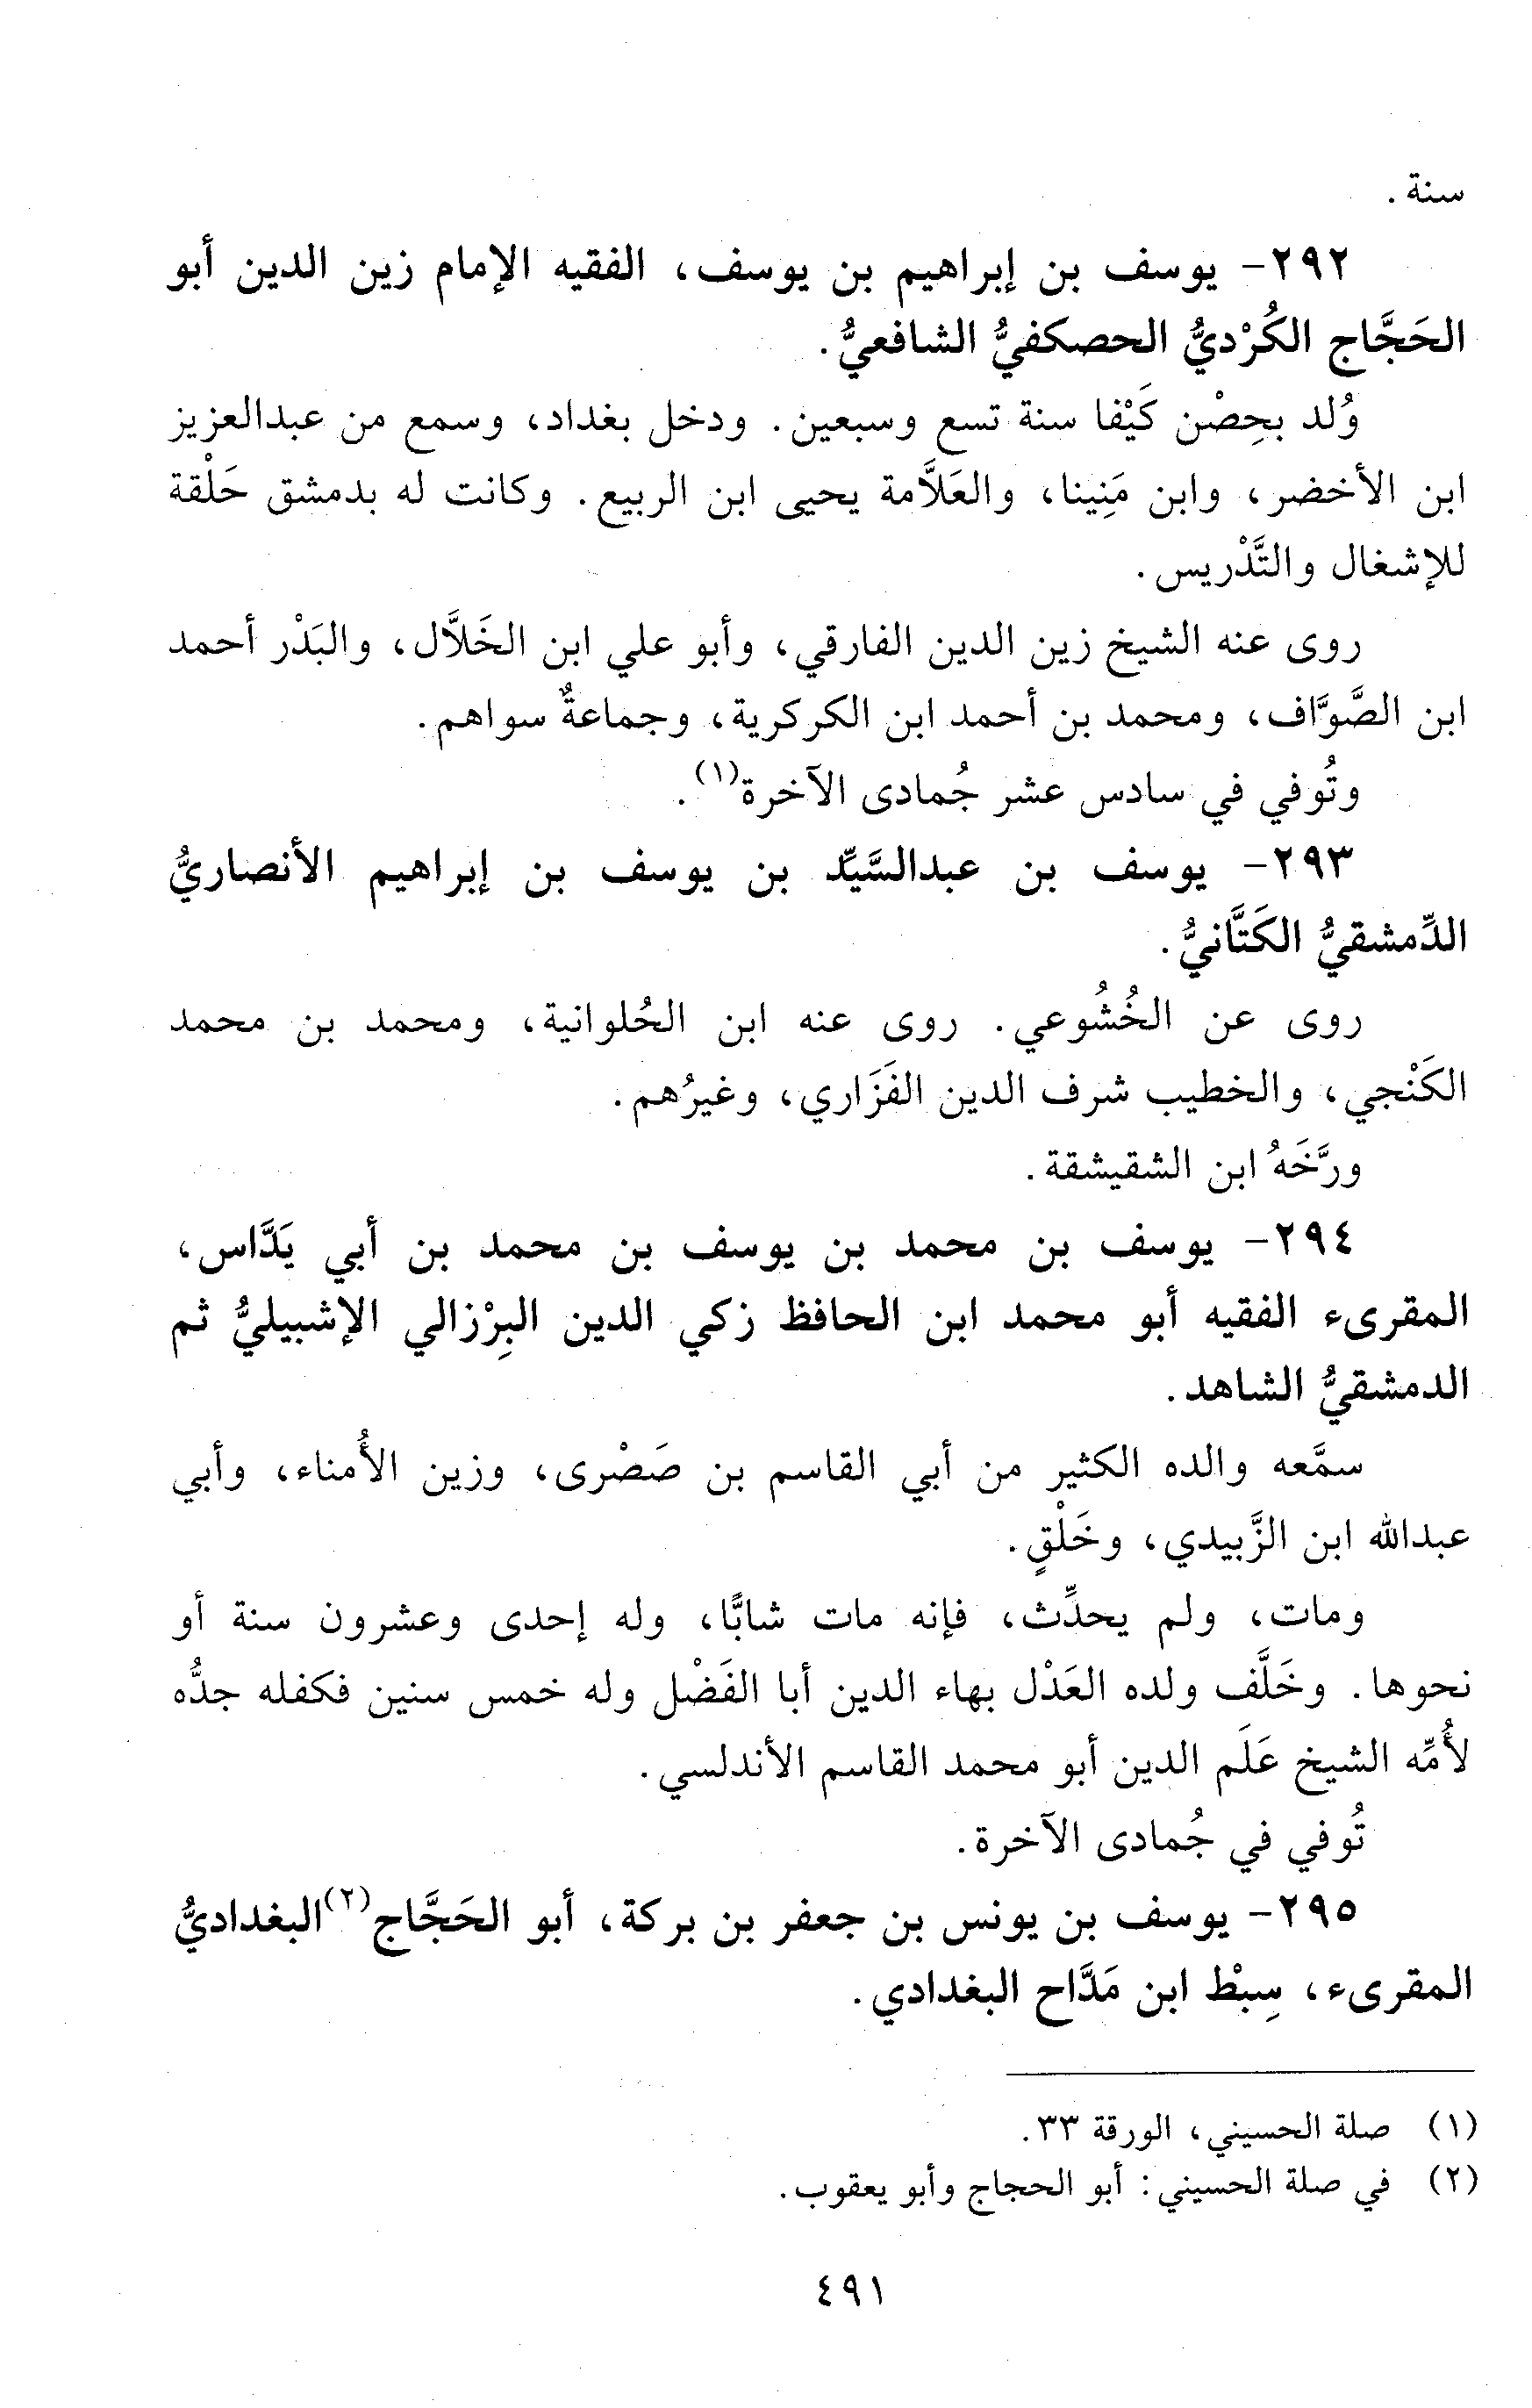 سنة .
٢٩٢- يوسف بن إبراهيم بن يوسف، الفقيه الإمام زين الدين أبو
الحَجَّاج الكُرْديُّ الحصكفيُّ الشافعيُّ.
وُلد بحِصْن كَيْفا سنة تسع وسبعين. ودخل بغداد، وسمع من عبدالعزيز
ابن الأخضر، وابن مَنِينا، والعَلاَّمة يحيى ابن الربيع. وكانت له بدمشق حَلْقة
للإشغال والتَّدْريس.
روى عنه الشيخ زين الدين الفارقي، وأبو علي ابن الخَلاَّل، والبَدْر أحمد
ابن الصَّوَّاف، ومحمد بن أحمد ابن الكركرية، وجماعةٌ سواهم.
وتُوفي في سادس عشر جُمادى الآخرة(١).
٢٩٣- يوسف بن عبدالسَّيِّد بن يوسف بن إبراهيم الأنصاريُّ
الدِّمشقيُّ الكَتَّانيُّ.
روى عن الخُشُوعي. روى عنه ابن الحُلوانية، ومحمد بن محمد
الكَنْجي، والخطيب شرف الدين الفَزَاري، وغيرُهم.
ورَّخَهُ ابن الشقيشقة.
٢٩٤- يوسف بن محمد بن يوسف بن محمد بن أبي يَدَّاس،
المقرىء الفقيه أبو محمد ابن الحافظ زكي الدين البِرْزالي الإشبيليُّ ثم
الدمشقيُّ الشاهد.
سمَّعه والده الكثير من أبي القاسم بن صَصْرى، وزين الأُمناء، وأبي
عبدالله ابن الزَّبيدي، وخَلْقٍ.
ومات، ولم يحدِّث، فإنه مات شابًّا، وله إحدى وعشرون سنة أو
نحوها. وخَلَّف ولده العَدْل بهاء الدين أبا الفَضْل وله خمس سنين فكفله جدُّه
لأُمِّه الشيخ عَلَم الدين أبو محمد القاسم الأندلسي.
تُوفي في جُمادى الآخرة.
٢٩٥- يوسف بن يونس بن جعفر بن بركة، أبو الحَجَّاج(٢) البغداديُّ
المقرىء، سِبْط ابن مَدَّاح البغدادي.
(١) صلة الحسيني، الورقة ٣٣.
(٢) في صلة الحسيني: أبو الحجاج وأبو يعقوب.
٤٩١